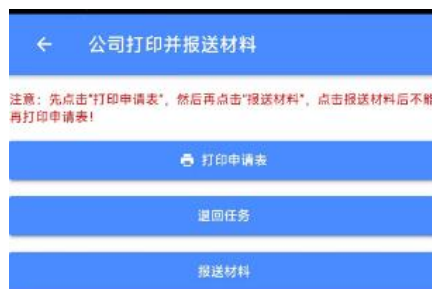 公司打印并报送材料
注意：先点击"打印申请表"，然后再点击"报送材料"，点击报送材料后不能
再打印申请表！
打印申请表
退回任务
报送材料